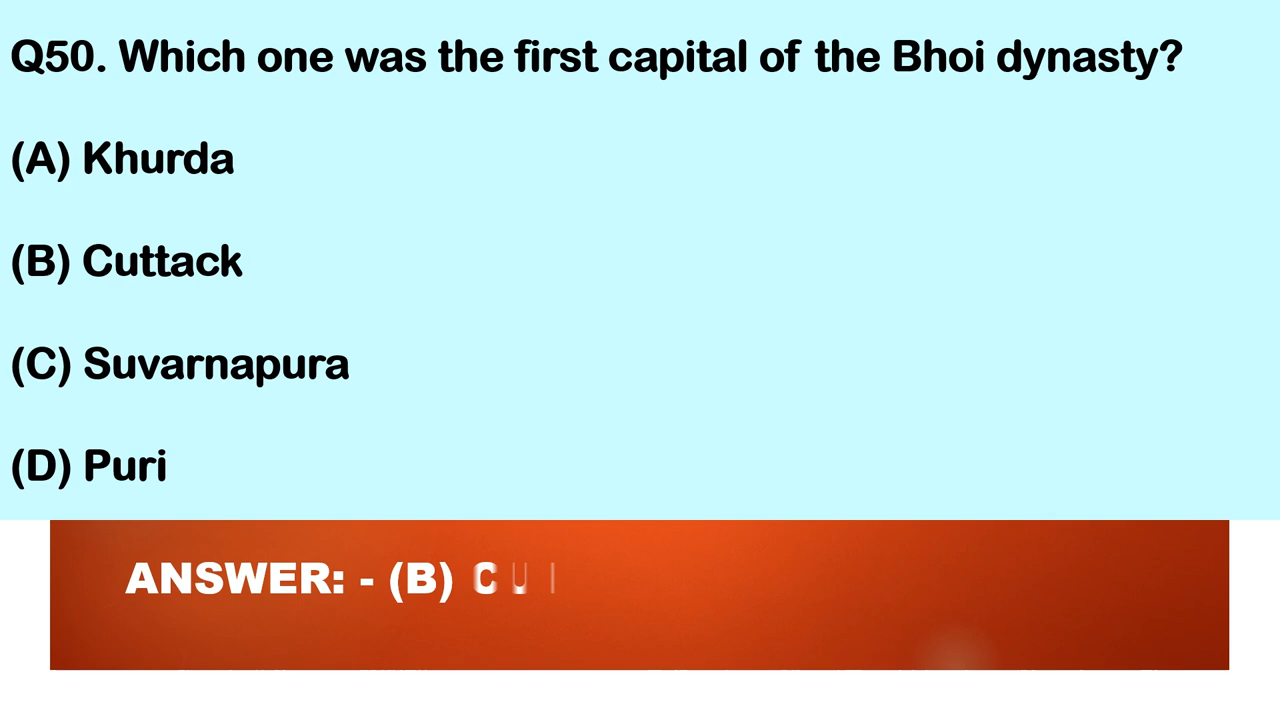 Q50. Which one was the first capital of the Bhoi dynasty?
(A) Khurda
(B) Cuttack
(C) Suvarnapura
(D) Puri
ANSWER: - (B) CU